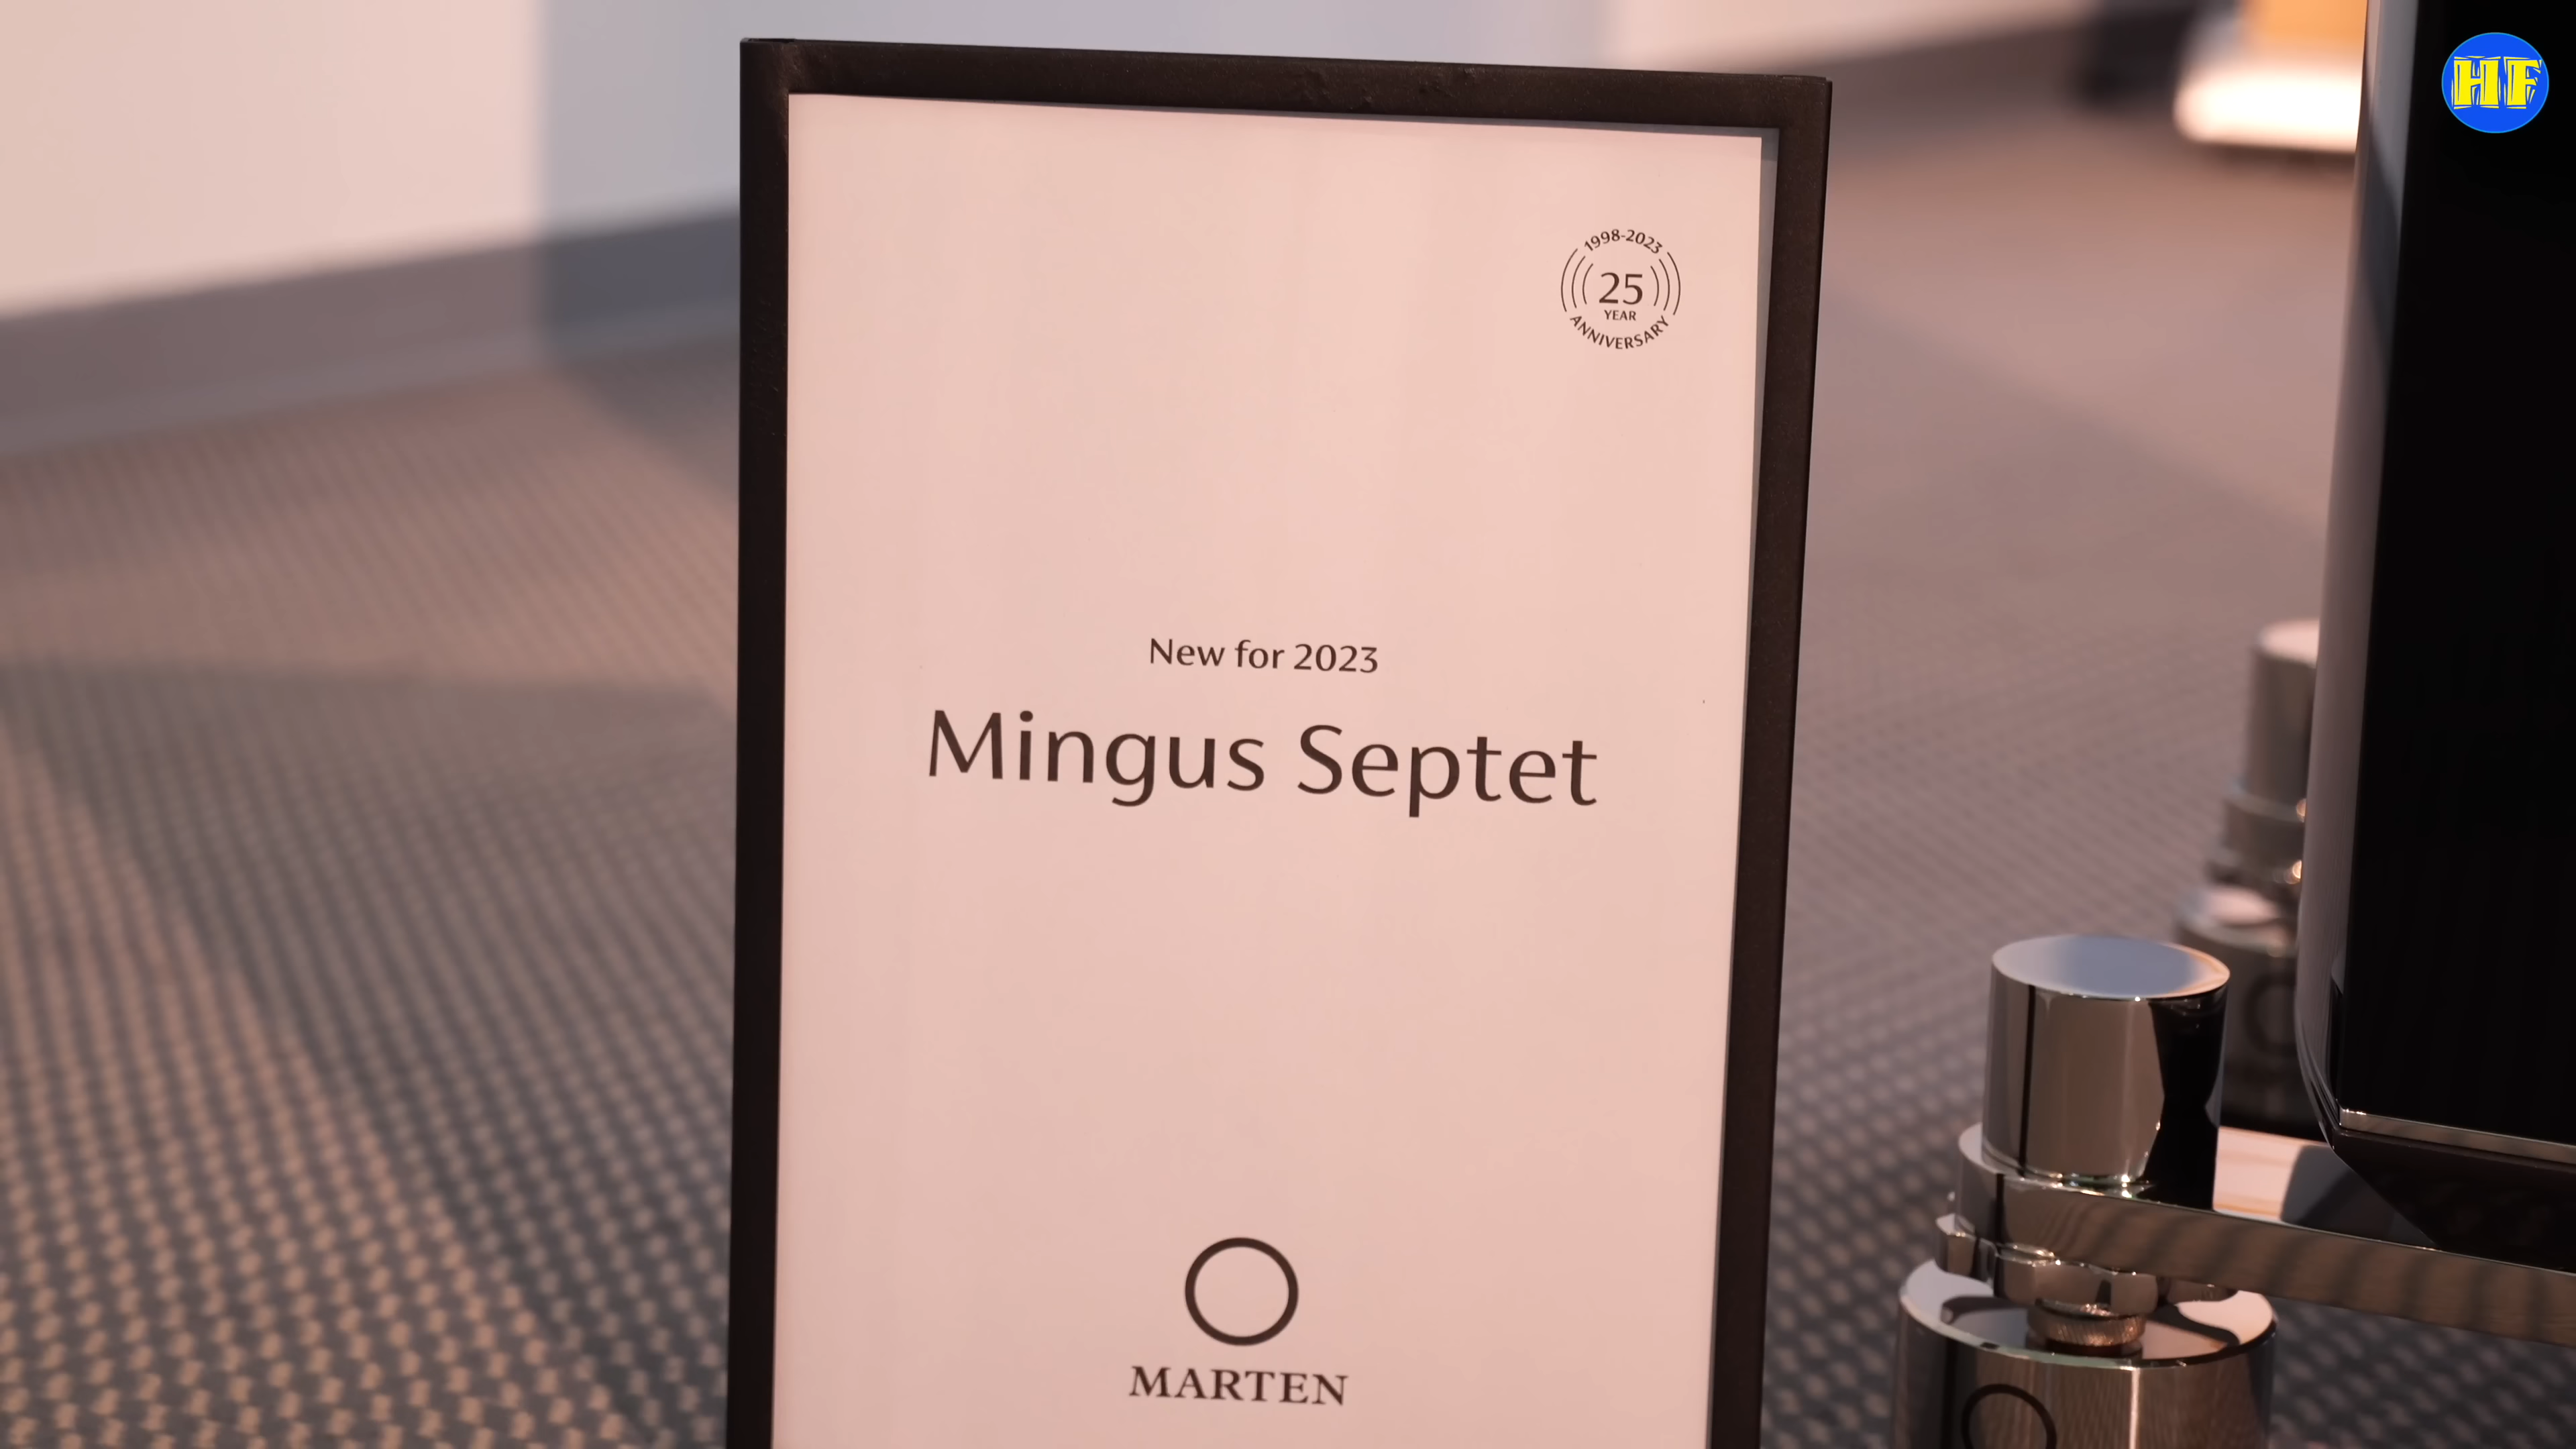 HF
1998-2023
25
YEAR
ANNIVERSARY
New for 2023
Mingus Septet
MARTEN